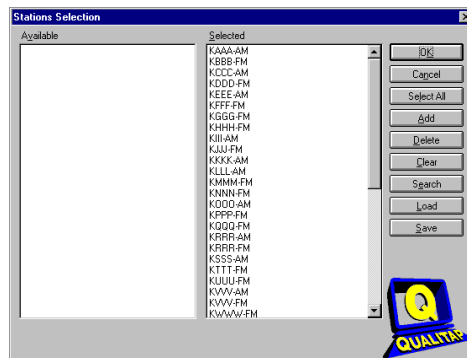 Stations Selection
Available
Selected
KAAA-AM
KBBB-FM
KCCC-AM
KDDD-FM
KEEE-AM
KFFF-FM
KGGG-FM
KHHH-FM
KIII-AM
KJJJ-FM
KKKK-AM
KLLL-AM
KMMM-FM
KNNN-FM
KOOO-AM
KPPP-FM
KQQQ-FM
KRRR-AM
KRRR-FM
KSSS-AM
KTTT-FM
KUUU-FM
KVVV-AM
KVVV-FM
KWWW-FM
OK
Cancel
Select All
Add
Delete
Clear
Search
Load
Save
Q
QUALITAP